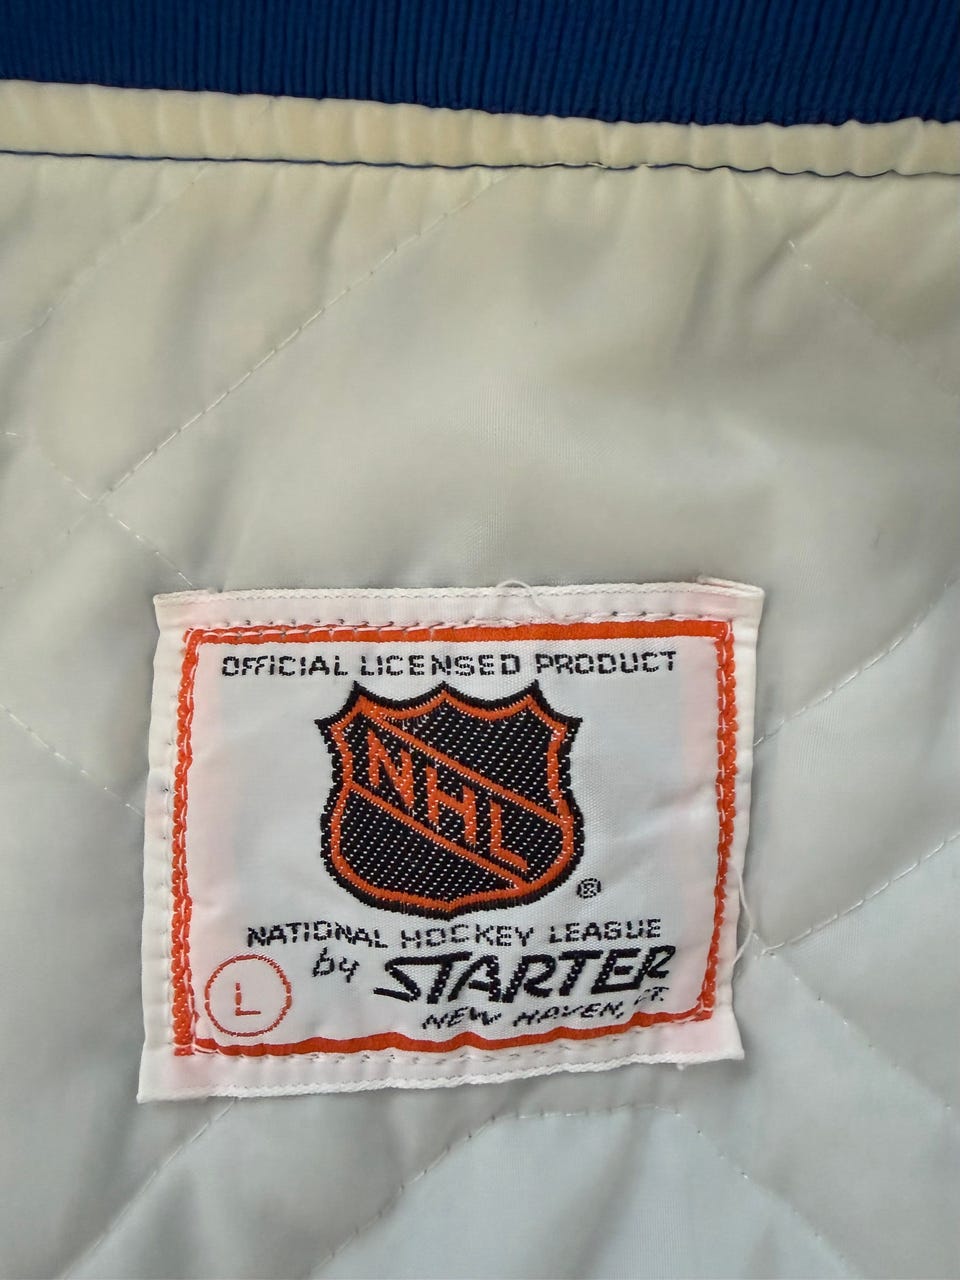 OFFICIAL LICENSED PRODUCT
NHL
®
NATIONAL HOCKEY LEAGUE
by STARTER
L
NEW HAVEN, CT.